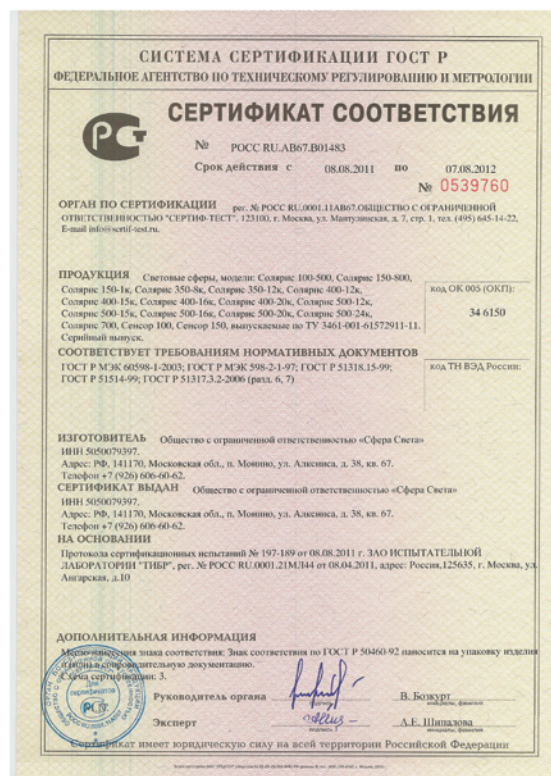 СИСТЕМА СЕРТИФИКАЦИИ ГОСТ Р
ФЕДЕРАЛЬНОЕ АГЕНТСТВО ПО ТЕХНИЧЕСКОМУ РЕГУЛИРОВАНИЮ И МЕТРОЛОГИИ
СЕРТИФИКАТ СООТВЕТСТВИЯ
№ РОСС RU.АВ67.В01483
Срок действия с 08.08.2011 по 07.08.2012
№ 0539760
ОРГАН ПО СЕРТИФИКАЦИИ рег. № РОСС RU.0001.11АВ67.ОБЩЕСТВО С ОГРАНИЧЕННОЙ
ОТВЕТСТВЕННОСТЬЮ "СЕРТИФ-ТЕСТ". 123100, г. Москва, ул. Мантулинская, д. 7, стр. 1, тел. (495) 645-14-22,
E-mail info@sertif-test.ru.
ПРОДУКЦИЯ Световые сферы, модели: Солярис 100-500, Солярис 150-800,
Солярис 150-1к, Солярис 350-8к, Солярис 350-12к, Солярис 400-12к,
Солярис 400-15к, Солярис 400-16к, Солярис 400-20к, Солярис 500-12к,
Солярис 500-15к, Солярис 500-16к, Солярис 500-20к, Солярис 500-24к,
Солярис 700, Сенсор 100, Сенсор 150, выпускаемые по ТУ 3461-001-61572911-11.
Серийный выпуск.
код ОК 005 (ОКП):
34 6150
СООТВЕТСТВУЕТ ТРЕБОВАНИЯМ НОРМАТИВНЫХ ДОКУМЕНТОВ
ГОСТ Р МЭК 60598-1-2003; ГОСТ Р МЭК 598-2-1-97; ГОСТ Р 51318.15-99;
ГОСТ Р 51514-99; ГОСТ Р 51317.3.2-2006 (разд. 6, 7)
код ТН ВЭД России:
ИЗГОТОВИТЕЛЬ Общество с ограниченной ответственностью «Сфера Света»
ИНН 5050079397.
Адрес: РФ, 141170, Московская обл., п. Монино, ул. Алксниса, д. 38, кв. 67.
Телефон +7 (926) 606-60-62.
СЕРТИФИКАТ ВЫДАН Общество с ограниченной ответственностью «Сфера Света»
ИНН 5050079397.
Адрес: РФ, 141170, Московская обл., п. Монино, ул. Алксниса, д. 38, кв. 67.
Телефон +7 (926) 606-60-62.
НА ОСНОВАНИИ
Протокола сертификационных испытаний № 197-189 от 08.08.2011 г. ЗАО ИСПЫТАТЕЛЬНОЙ
ЛАБОРАТОРИИ "ТИБР", рег. № РОСС RU.0001.21МЛ44 от 08.04.2011, адрес: Россия,125635, г. Москва, ул.
Ангарская, д.10
ДОПОЛНИТЕЛЬНАЯ ИНФОРМАЦИЯ
Место нанесения знака соответствия: Знак соответствия по ГОСТ Р 50460-92 наносится на упаковку изделия
и сопроводительную документацию.
Схема сертификации: 3.
Для
сертификатов
Руководитель органа
В. Бозкурт
инициалы, фамилия
Эксперт
подпись
А.Е. Шипалова
инициалы, фамилия
Сертификат имеет юридическую силу на всей территории Российской Федерации